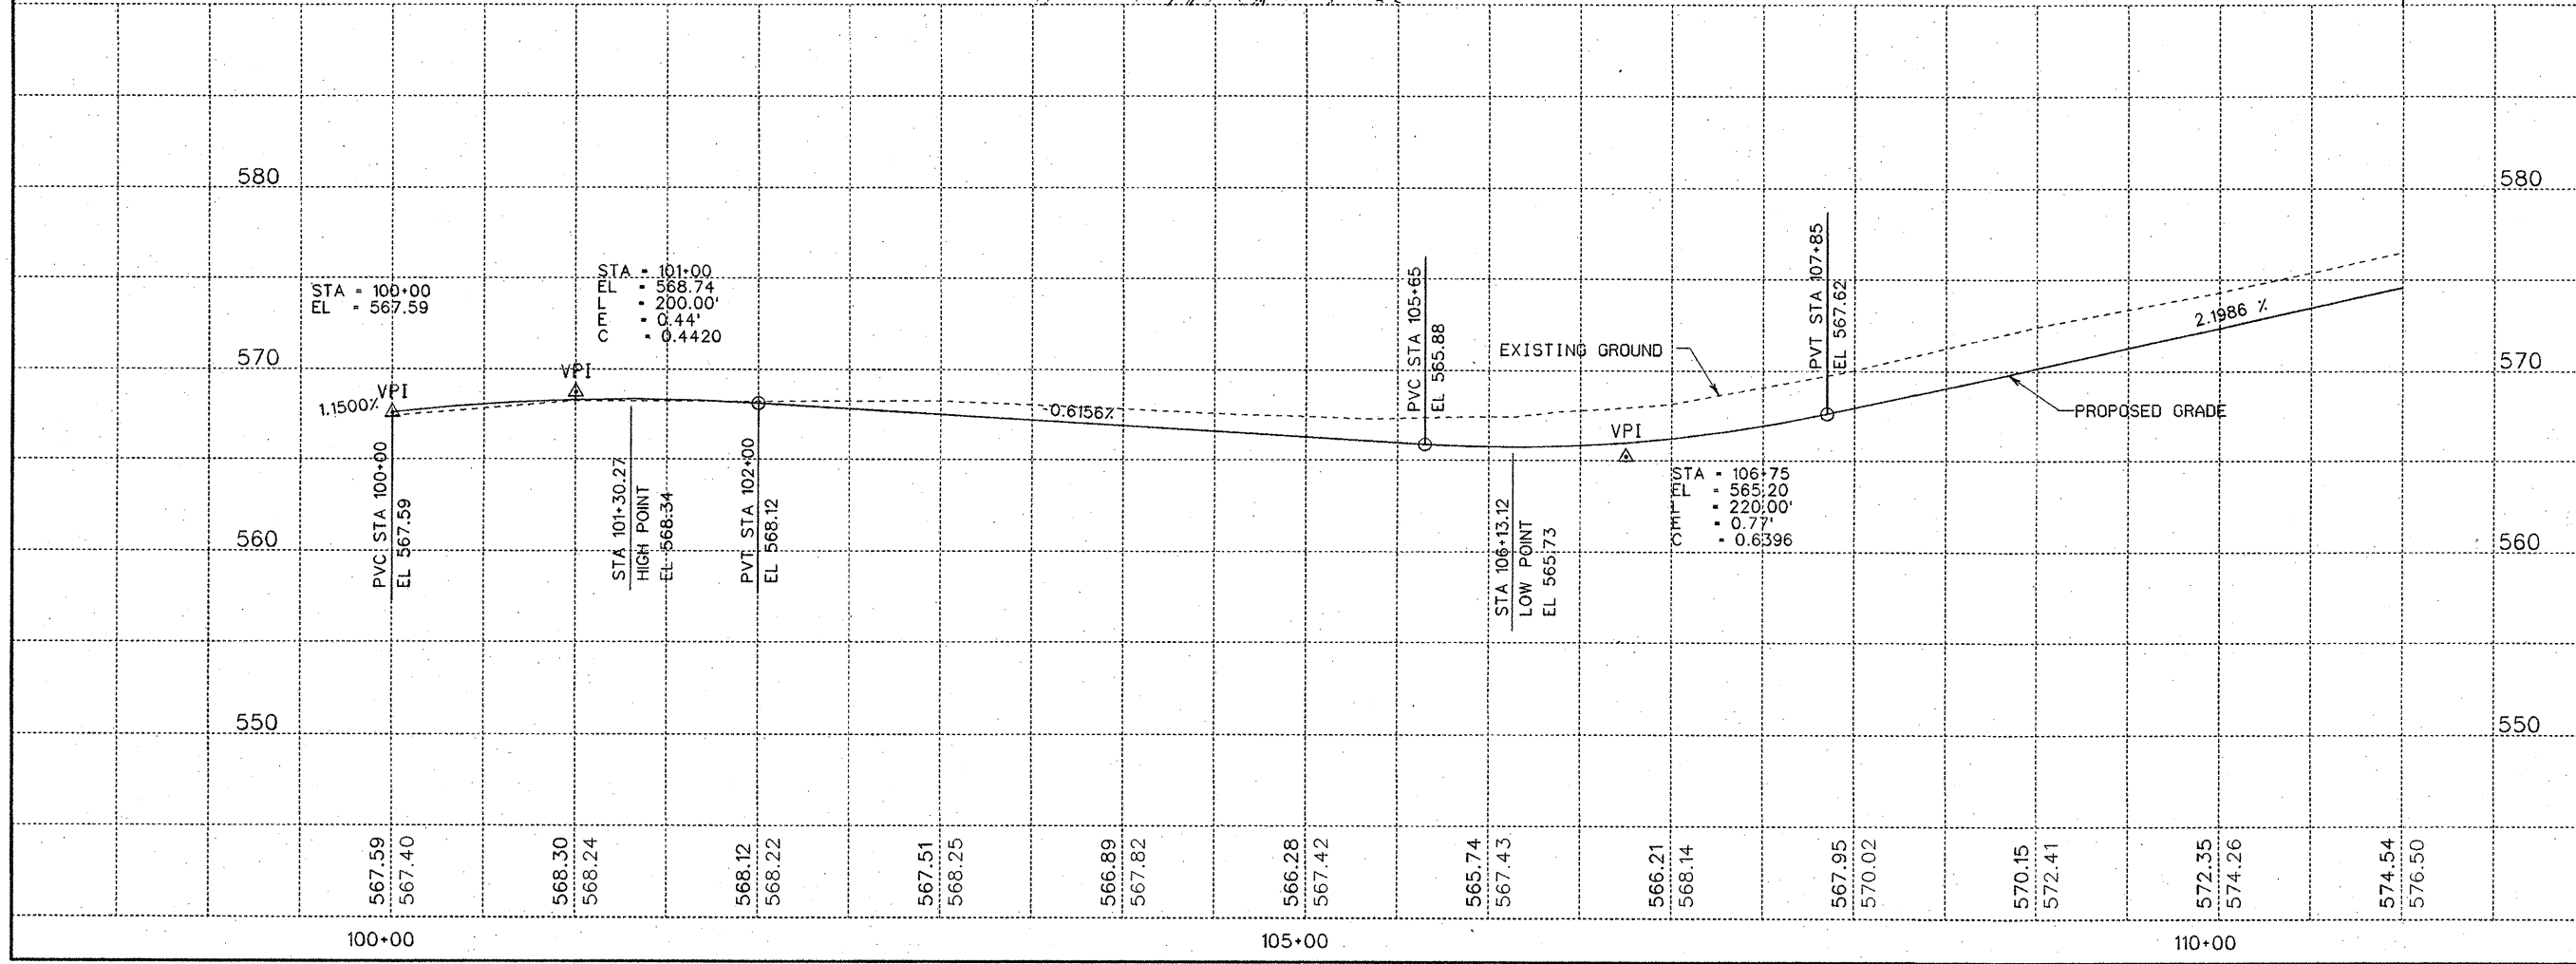 580
580
STA = 100+00
EL = 567.59
STA = 101+00
EL = 568.74
L = 200.00'
E = 0.44'
C = 0.4420
PVC STA 105+65
EL 565.88
PVT STA 107+85
EL 567.62
2.1986 %
EXISTING GROUND
570
570
VPI
VPI
1.1500%
-0.6156%
PROPOSED GRADE
VPI
STA = 106+75
EL = 565.20
L = 220.00'
E = 0.77'
C = 0.6396
PVC STA 100+00
EL 567.59
STA 101+30.27
HIGH POINT
EL 568.34
PVT STA 102+00
EL 568.12
STA 106+13.12
LOW POINT
EL 565.73
560
560
550
550
567.59
567.40
568.30
568.24
568.12
568.22
567.51
568.25
566.89
567.82
566.28
567.42
565.74
567.43
566.21
568.14
567.95
570.02
570.15
572.41
572.35
574.26
574.54
576.50
100+00
105+00
110+00